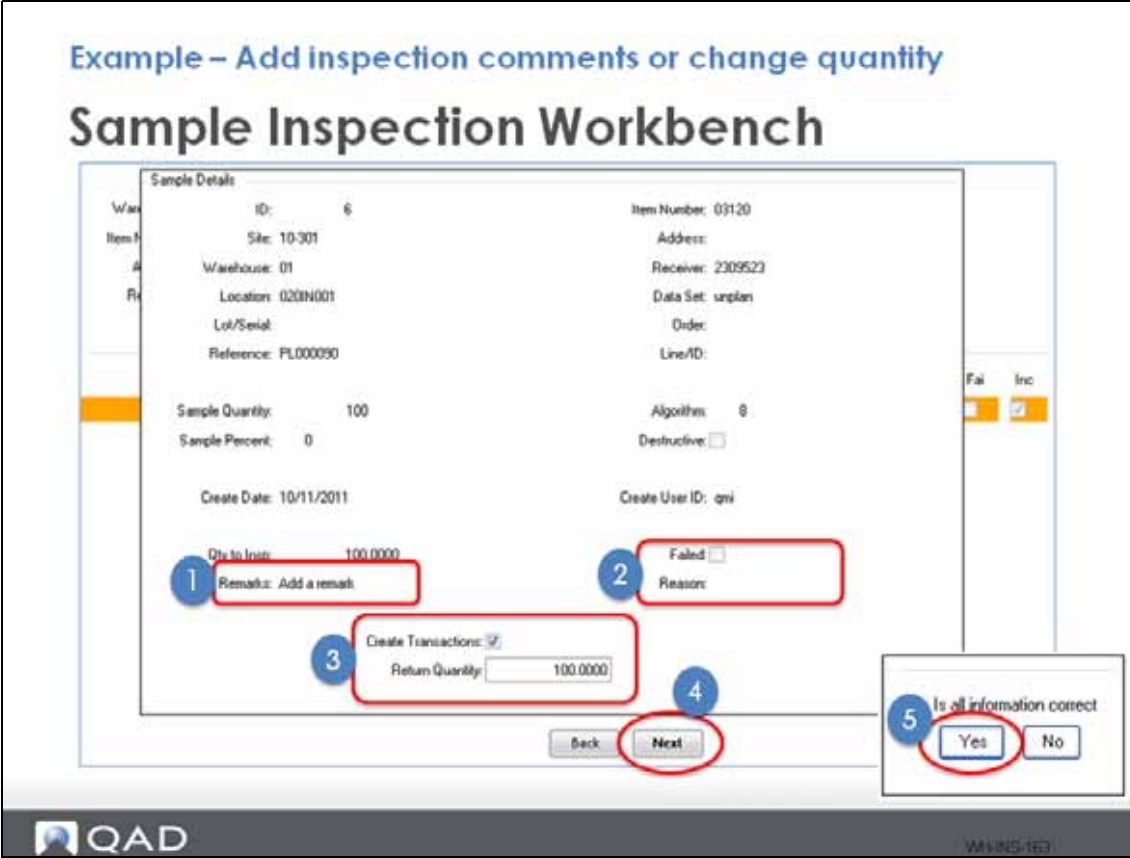 Example – Add inspection comments or change quantity
Sample Inspection Workbench
Sample Details
ID: 6 Item Number: 03120
Site: 10-301 Address:
Warehouse: 01 Receiver: 2309523
Location: 020IN001 Data Set: unplan
Lot/Serial: Order:
Reference: PL000090 Line/ID:
Fai Inc
Sample Quantity: 100 Algorithm: 8
Sample Percent: 0 Destructive:
Create Date: 10/11/2011 Create User ID: qmi
Qty to Insp: 100.0000 Failed
1 Remarks: Add a remark 2 Reason:
3 Create Transactions:
Return Quantity: 100.0000
4
Back Next
Is all information correct
5 Yes No
QAD
WH-INS-163